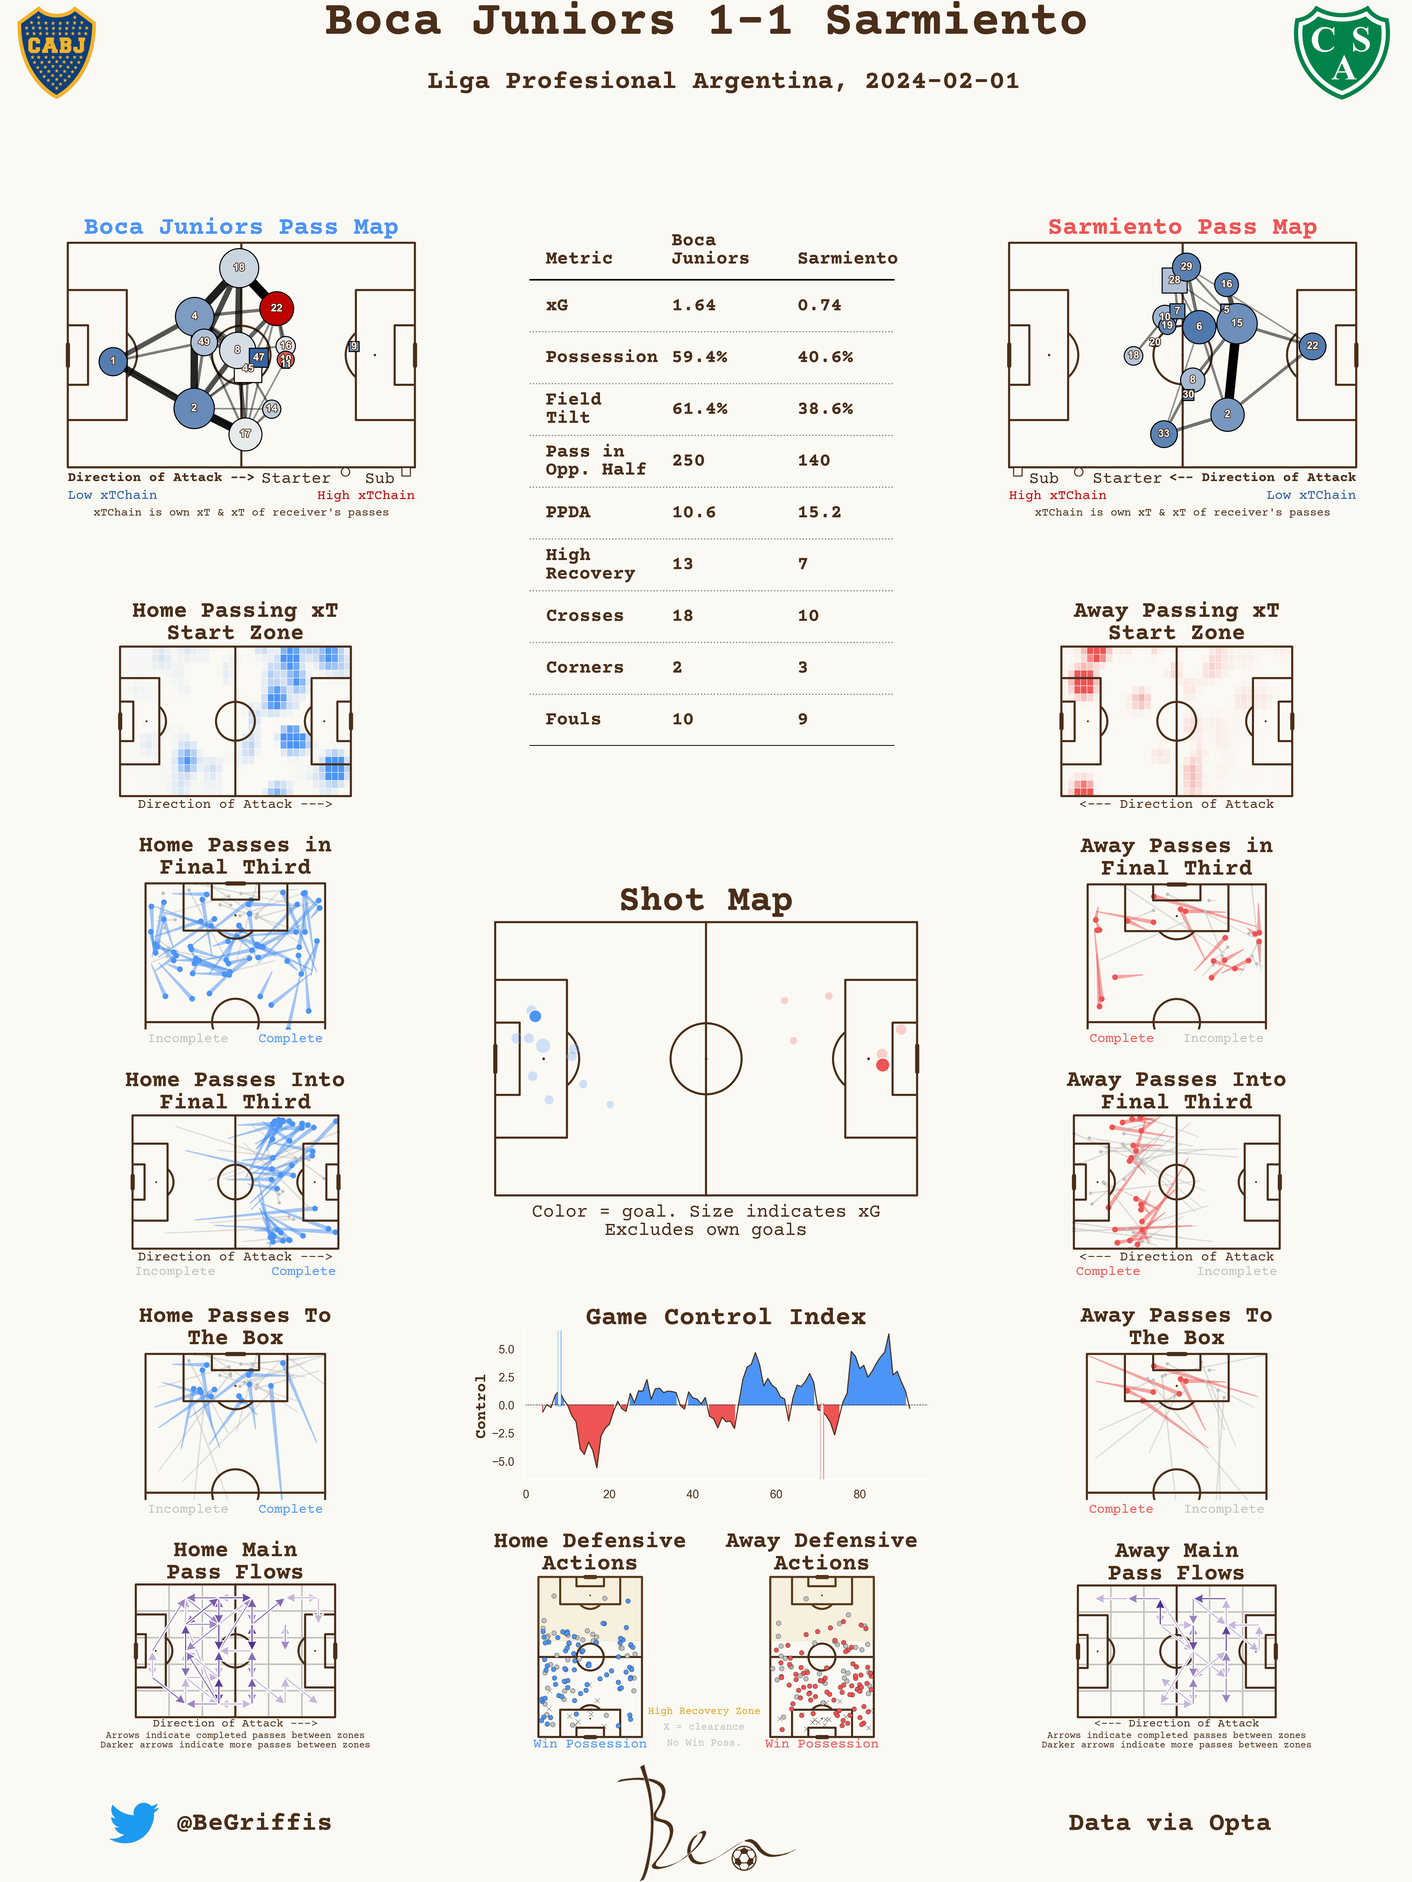 Boca Juniors 1-1 Sarmiento
CABJ
CSA
Liga Profesional Argentina, 2024-02-01
Boca Juniors Pass Map
18
22
4
49
8
16
47
45
11
9
1
2
14
17
Direction of Attack --> Starter Sub
Low xTChain High xTChain
xTChain is own xT & xT of receiver's passes
Metric Boca Juniors Sarmiento
xG 1.64 0.74
Possession 59.4% 40.6%
Field Tilt 61.4% 38.6%
Pass in Opp. Half 250 140
PPDA 10.6 15.2
High Recovery 13 7
Crosses 18 10
Corners 2 3
Fouls 10 9
Sarmiento Pass Map
29
28
16
10
7
5
19
6
15
20
18
22
8
30
2
33
Sub Starter <-- Direction of Attack
High xTChain Low xTChain
xTChain is own xT & xT of receiver's passes
Home Passing xT
Start Zone
Direction of Attack --->
Away Passing xT
Start Zone
<--- Direction of Attack
Home Passes in
Final Third
Incomplete Complete
Away Passes in
Final Third
Complete Incomplete
Shot Map
Color = goal. Size indicates xG
Excludes own goals
Home Passes Into
Final Third
Direction of Attack --->
Incomplete Complete
Away Passes Into
Final Third
<--- Direction of Attack
Complete Incomplete
Home Passes To
The Box
Incomplete Complete
Game Control Index
Control
5.0
2.5
0.0
−2.5
−5.0
0 20 40 60 80
Away Passes To
The Box
Complete Incomplete
Home Main
Pass Flows
Direction of Attack --->
Arrows indicate completed passes between zones
Darker arrows indicate more passes between zones
Home Defensive
Actions
Win Possession
High Recovery Zone
X = clearance
No Win Poss.
Away Defensive
Actions
Win Possession
Away Main
Pass Flows
<--- Direction of Attack
Arrows indicate completed passes between zones
Darker arrows indicate more passes between zones
@BeGriffis
Ben
Data via Opta